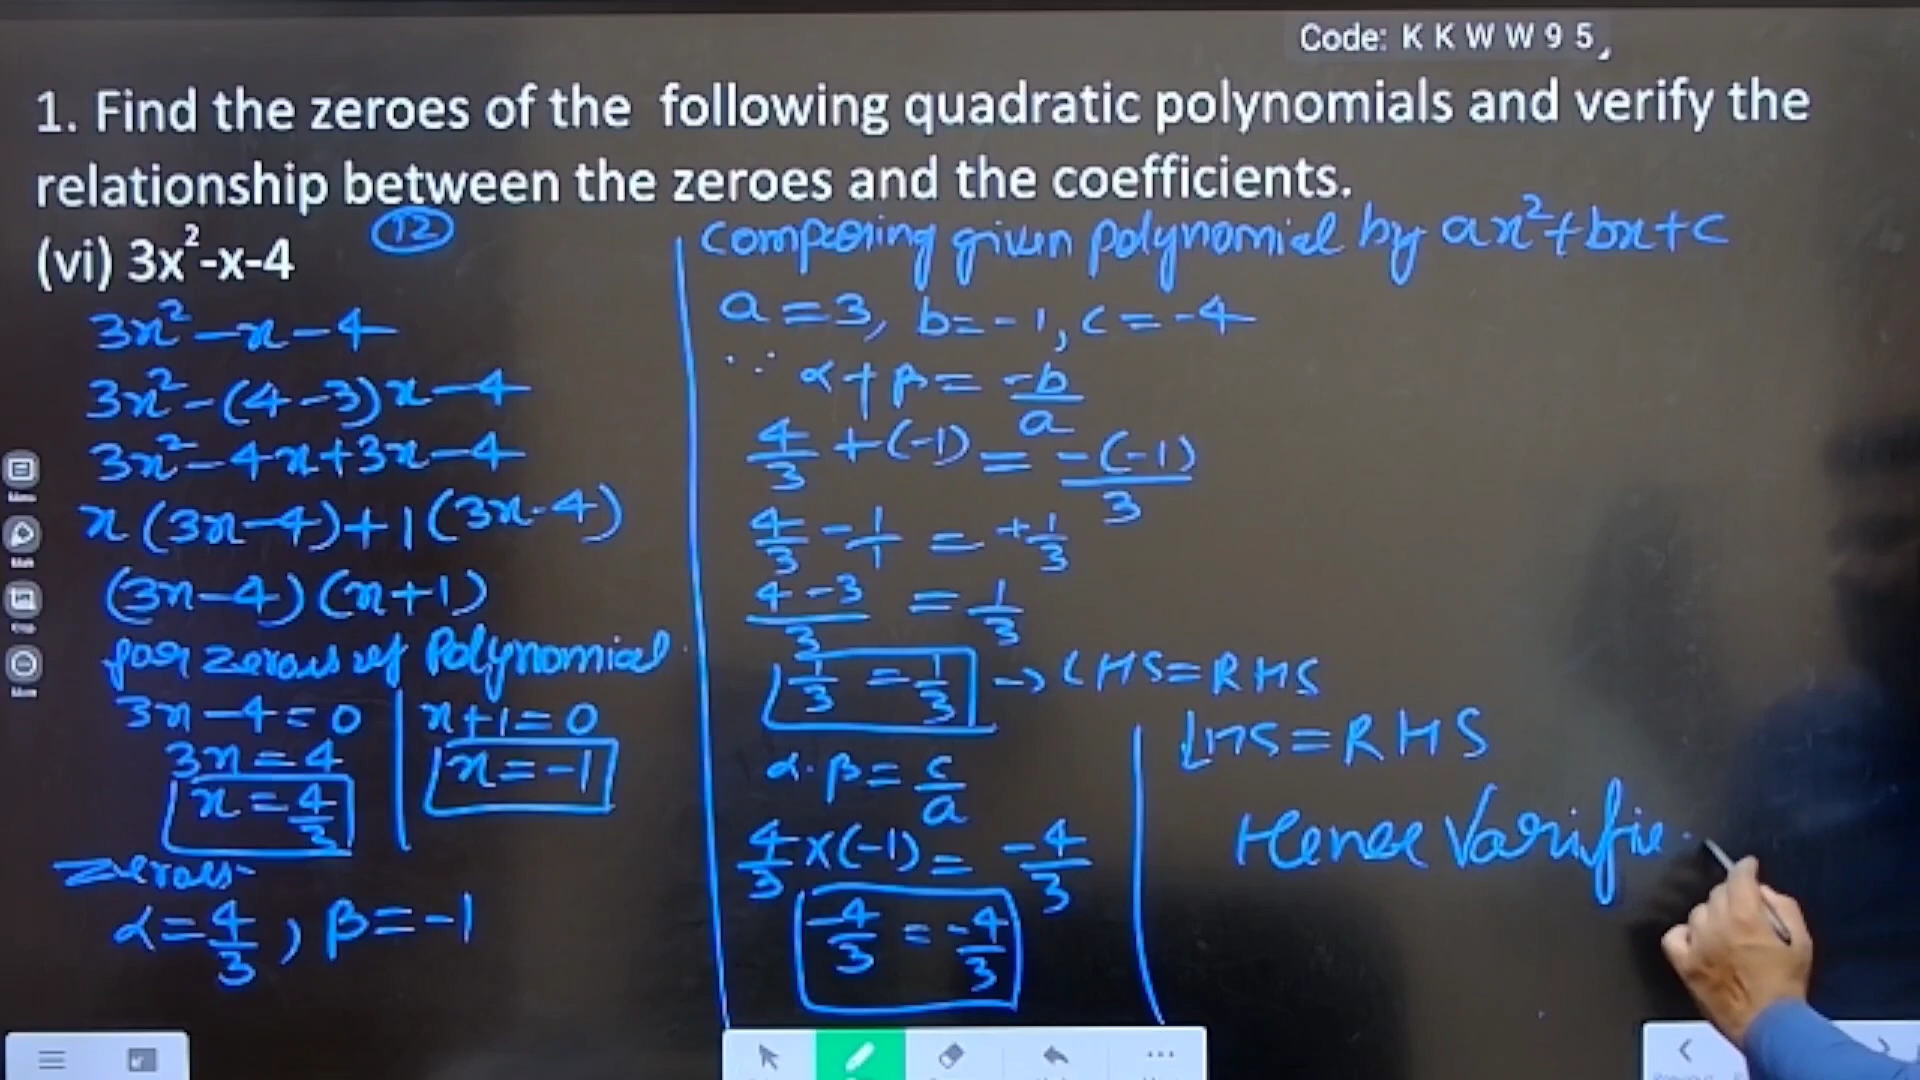 Code: K K W W 9 5
1. Find the zeroes of the following quadratic polynomials and verify the
relationship between the zeroes and the coefficients.
(vi) 3x²-x-4
12
3x²-x-4
3x²-(4-3)x-4
3x²-4x+3x-4
x(3x-4)+1(3x-4)
(3x-4)(x+1)
for zeroes of Polynomial
3x-4=0 | x+1=0
3x=4
x=4/3
x=-1
zeroes
α=4/3, β=-1
Comparing given polynomial by ax²+bx+c
a=3, b=-1, c=-4
∵ α+β=-b/a
4/3+(-1)=-(-1)/3
4/3-1/1=+1/3
4-3/3=1/3
1/3=1/3 → LHS=RHS
α·β=c/a
4/3×(-1)=-4/3
-4/3=-4/3
LHS=RHS
Hence Varifie